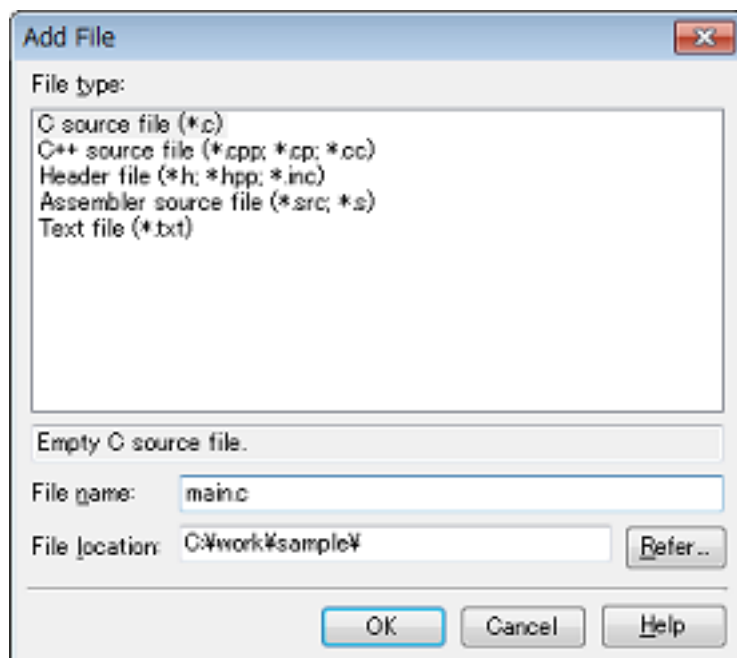 Add File
File type:
C source file (*.c)
C++ source file (*.cpp; *.cp; *.cc)
Header file (*.h; *.hpp; *.inc)
Assembler source file (*.src; *.s)
Text file (*.txt)
Empty C source file.
File name: main.c
File location: C:¥work¥sample¥ Refer...
OK Cancel Help